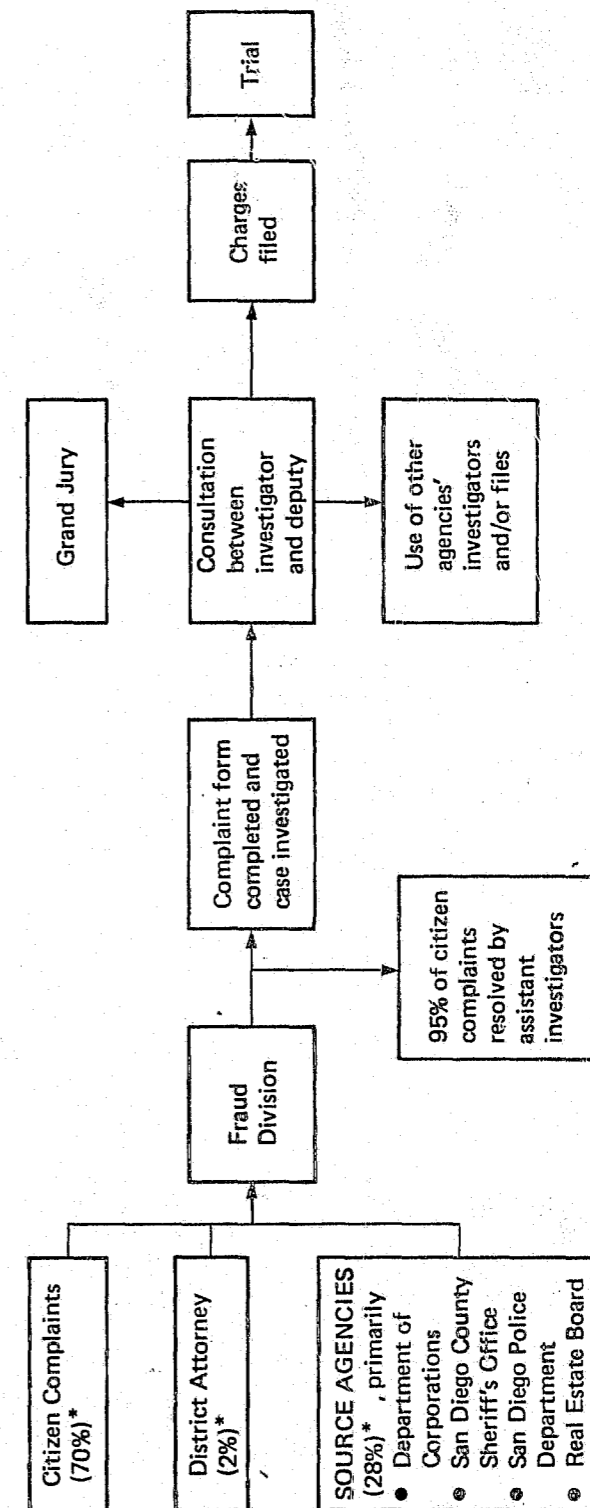 Citizen Complaints
(70%)*
District Attorney
(2%)*
SOURCE AGENCIES
(28%)* , primarily
● Department of
Corporations
● San Diego County
Sheriff's Office
● San Diego Police
Department
● Real Estate Board
Fraud
Division
95% of citizen
complaints
resolved by
assistant
investigators
Complaint form
completed and
case investigated
Grand Jury
Consultation
between
investigator
and deputy
Use of other
agencies'
investigators
and/or files
Charges
filed
Trial